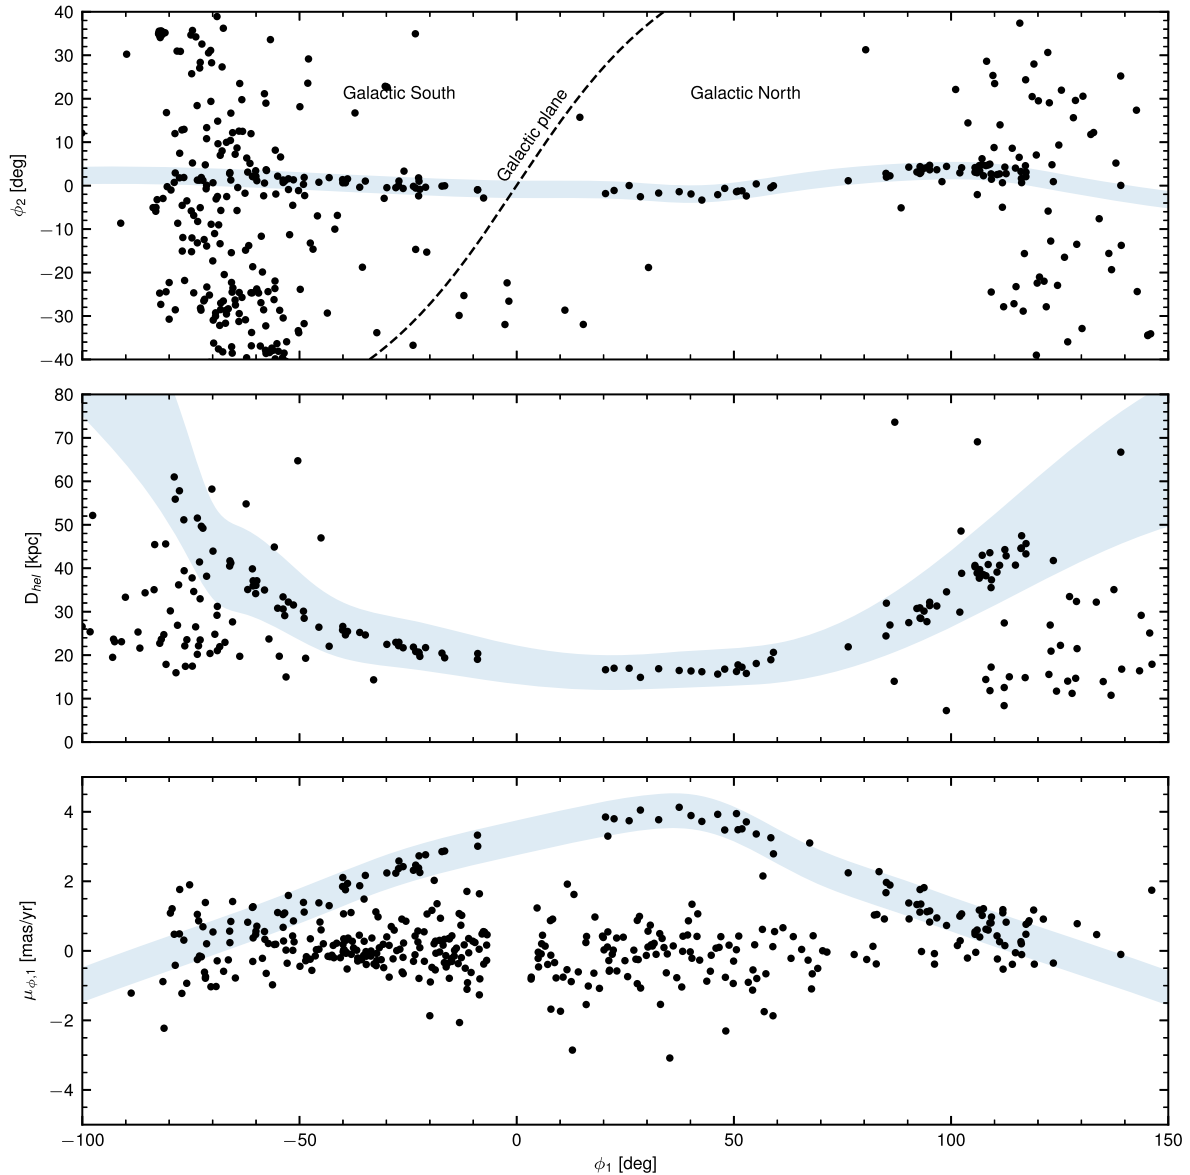 40
30
20
10
0
−10
−20
−30
−40
ϕ₂ [deg]
Galactic South
Galactic plane
Galactic North
80
70
60
50
40
30
20
10
0
D_hel [kpc]
4
2
0
−2
−4
μ_ϕ,1 [mas/yr]
−100 −50 0 50 100 150
ϕ₁ [deg]